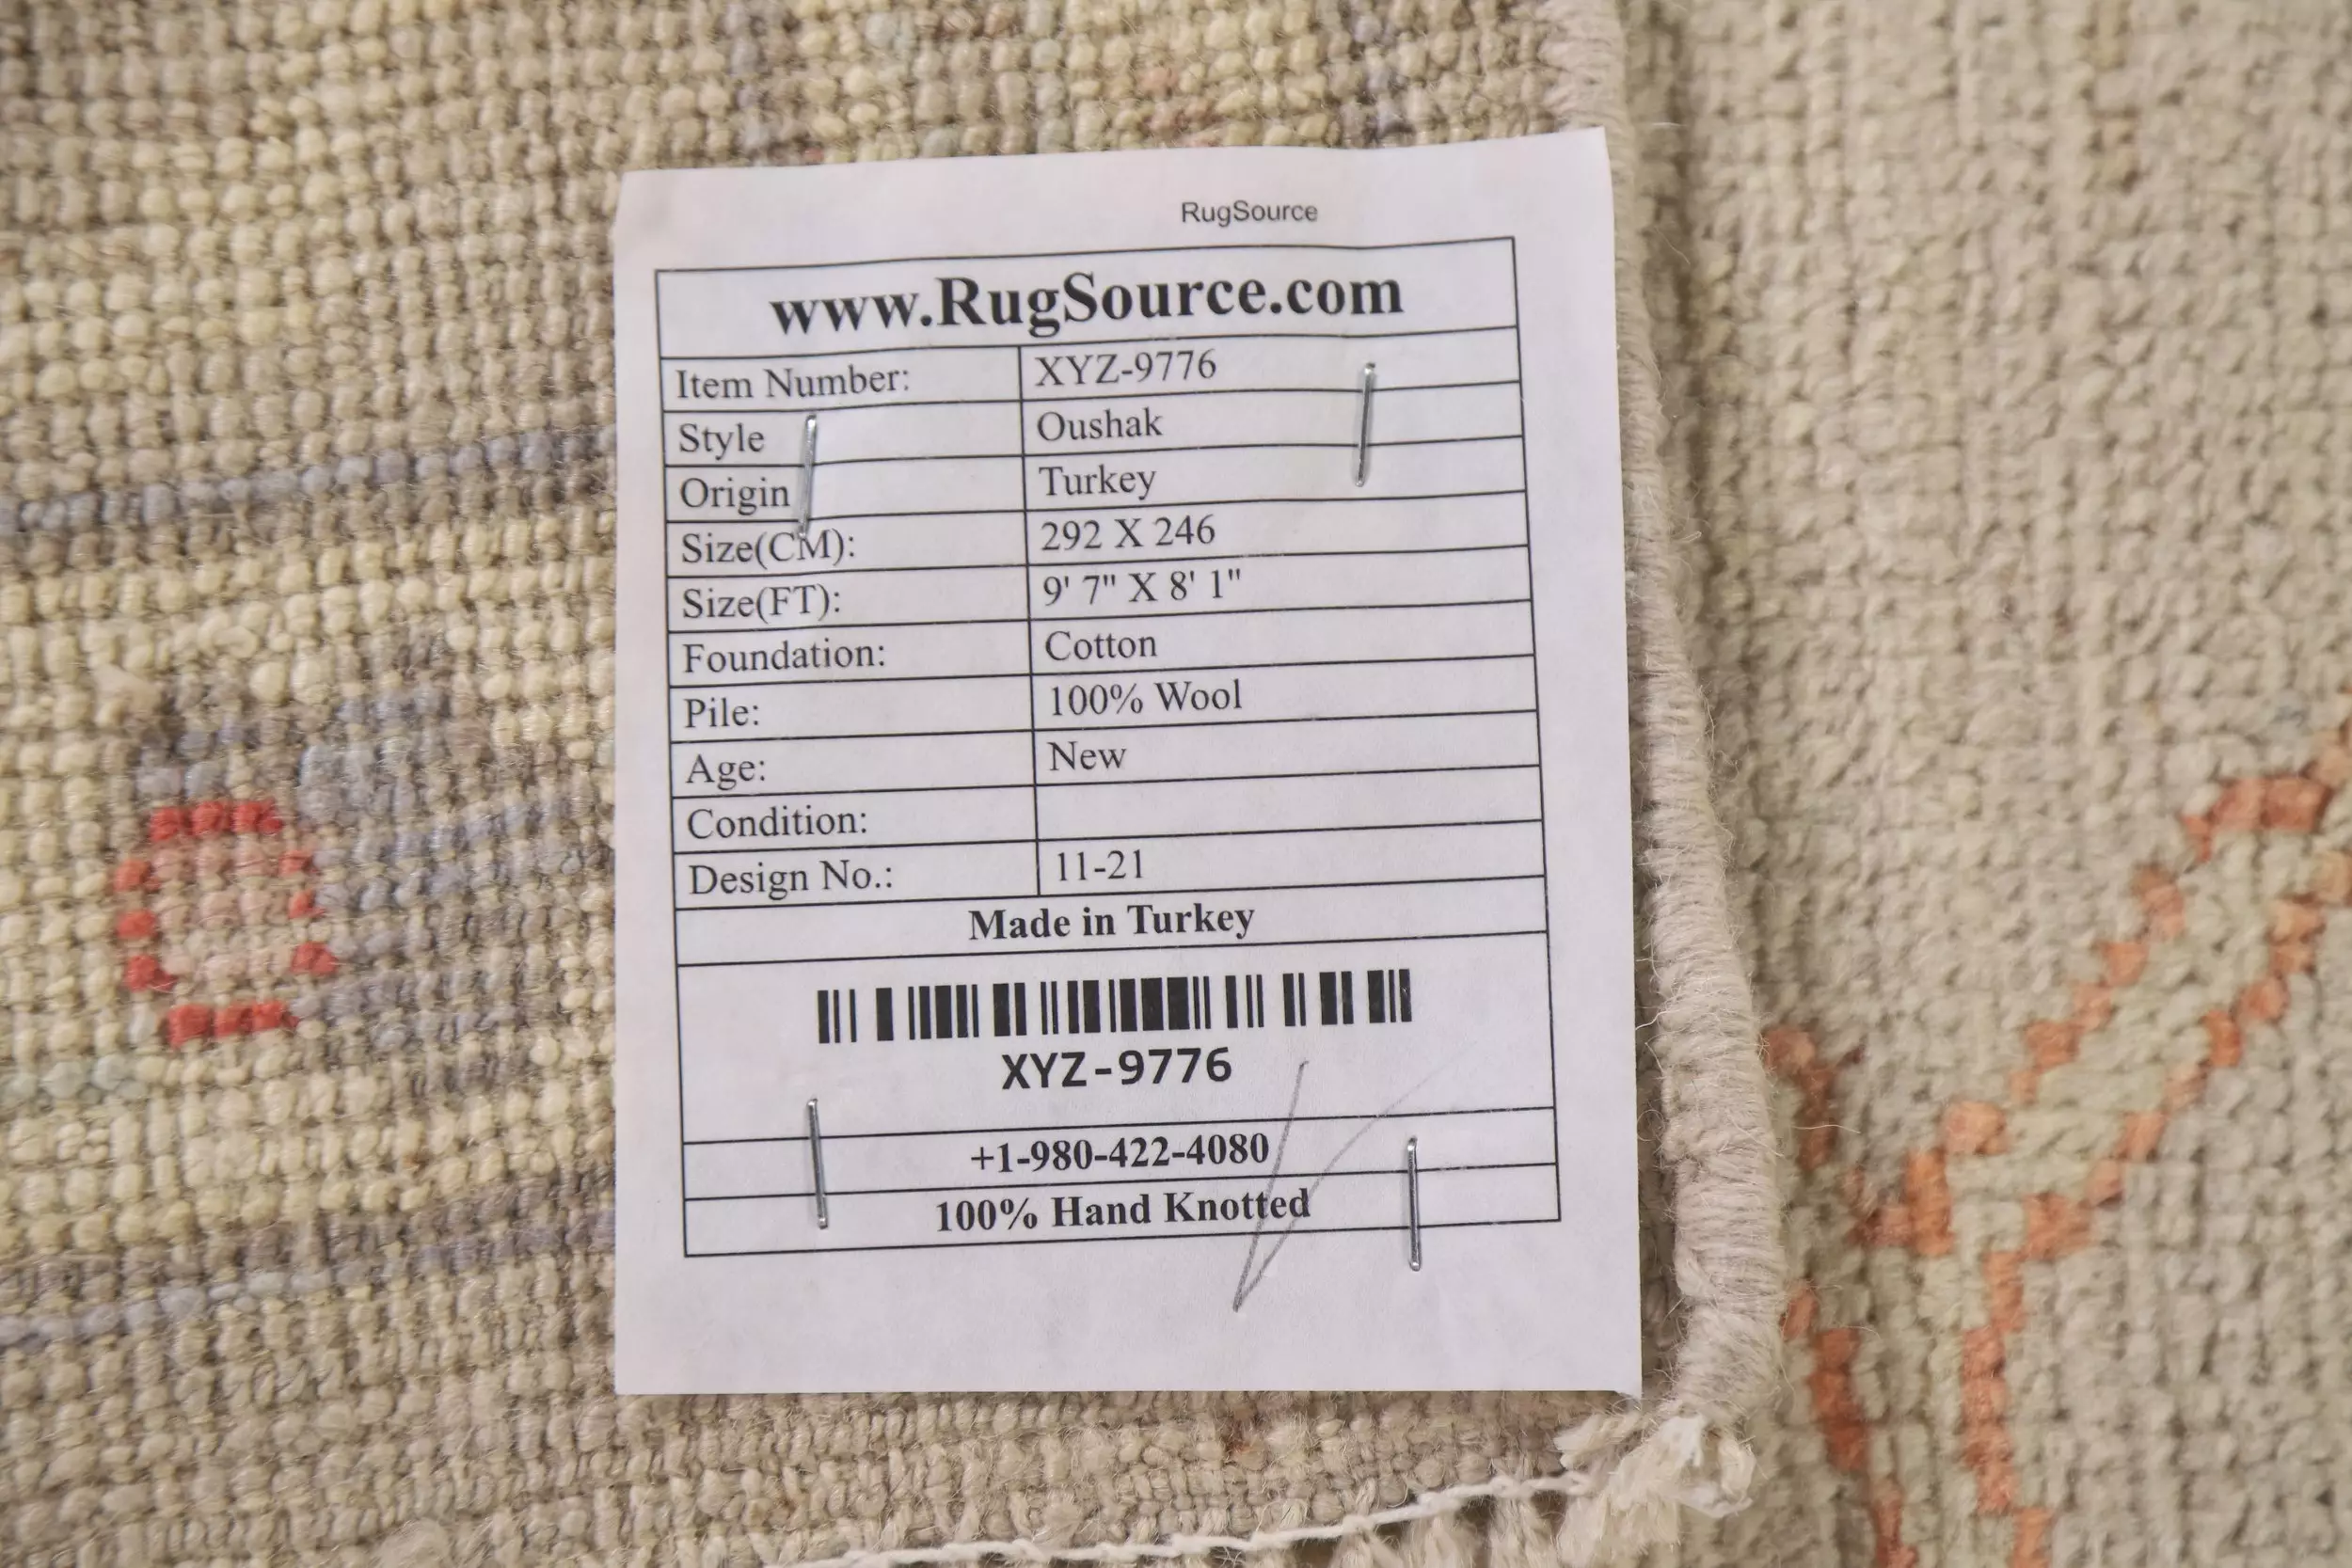 RugSource
www.RugSource.com
Item Number: XYZ-9776
Style Oushak
Origin Turkey
Size(CM): 292 X 246
Size(FT): 9' 7" X 8' 1"
Foundation: Cotton
Pile: 100% Wool
Age: New
Condition:
Design No.: 11-21
Made in Turkey
XYZ-9776
+1-980-422-4080
100% Hand Knotted